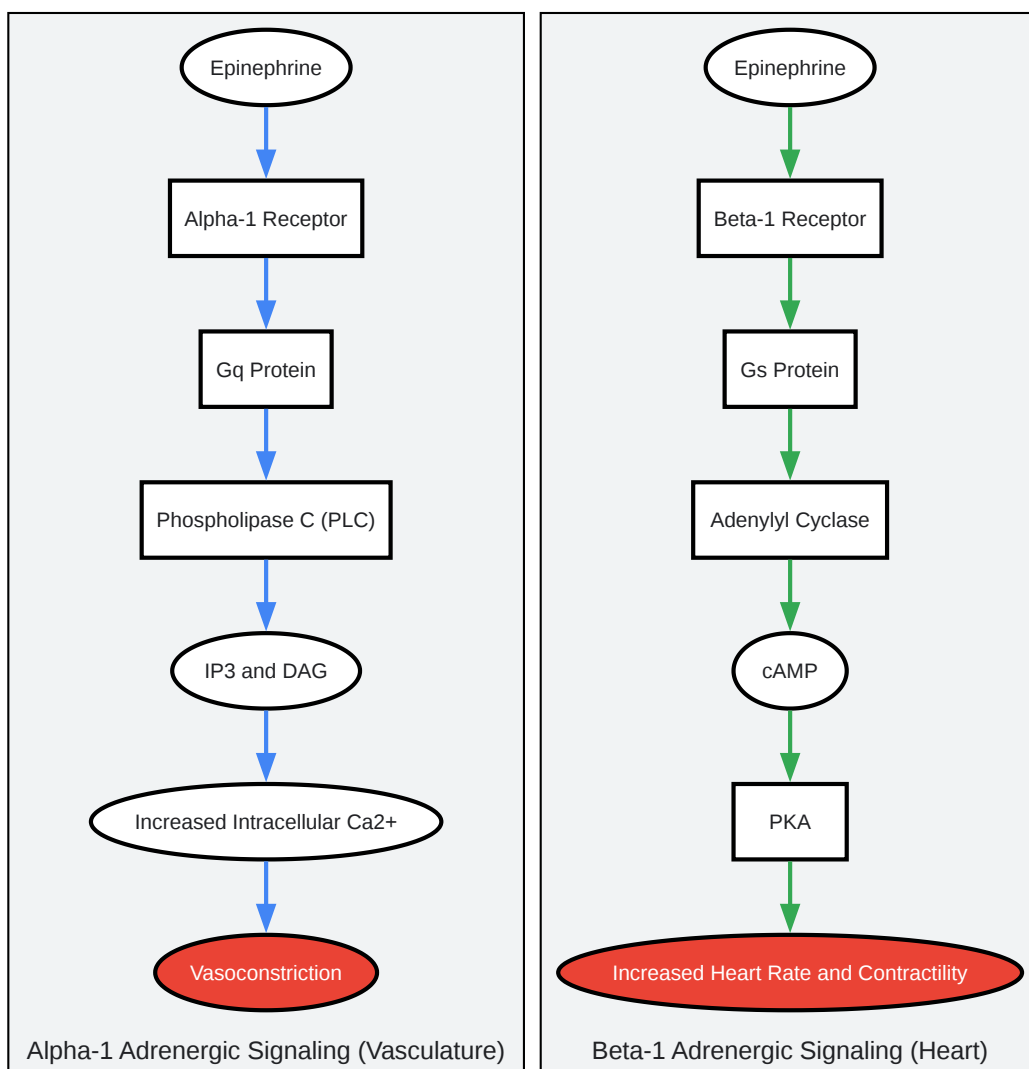 Epinephrine
Alpha-1 Receptor
Gq Protein
Phospholipase C (PLC)
IP3 and DAG
Increased Intracellular Ca2+
Vasoconstriction
Alpha-1 Adrenergic Signaling (Vasculature)
Epinephrine
Beta-1 Receptor
Gs Protein
Adenylyl Cyclase
cAMP
PKA
Increased Heart Rate and Contractility
Beta-1 Adrenergic Signaling (Heart)